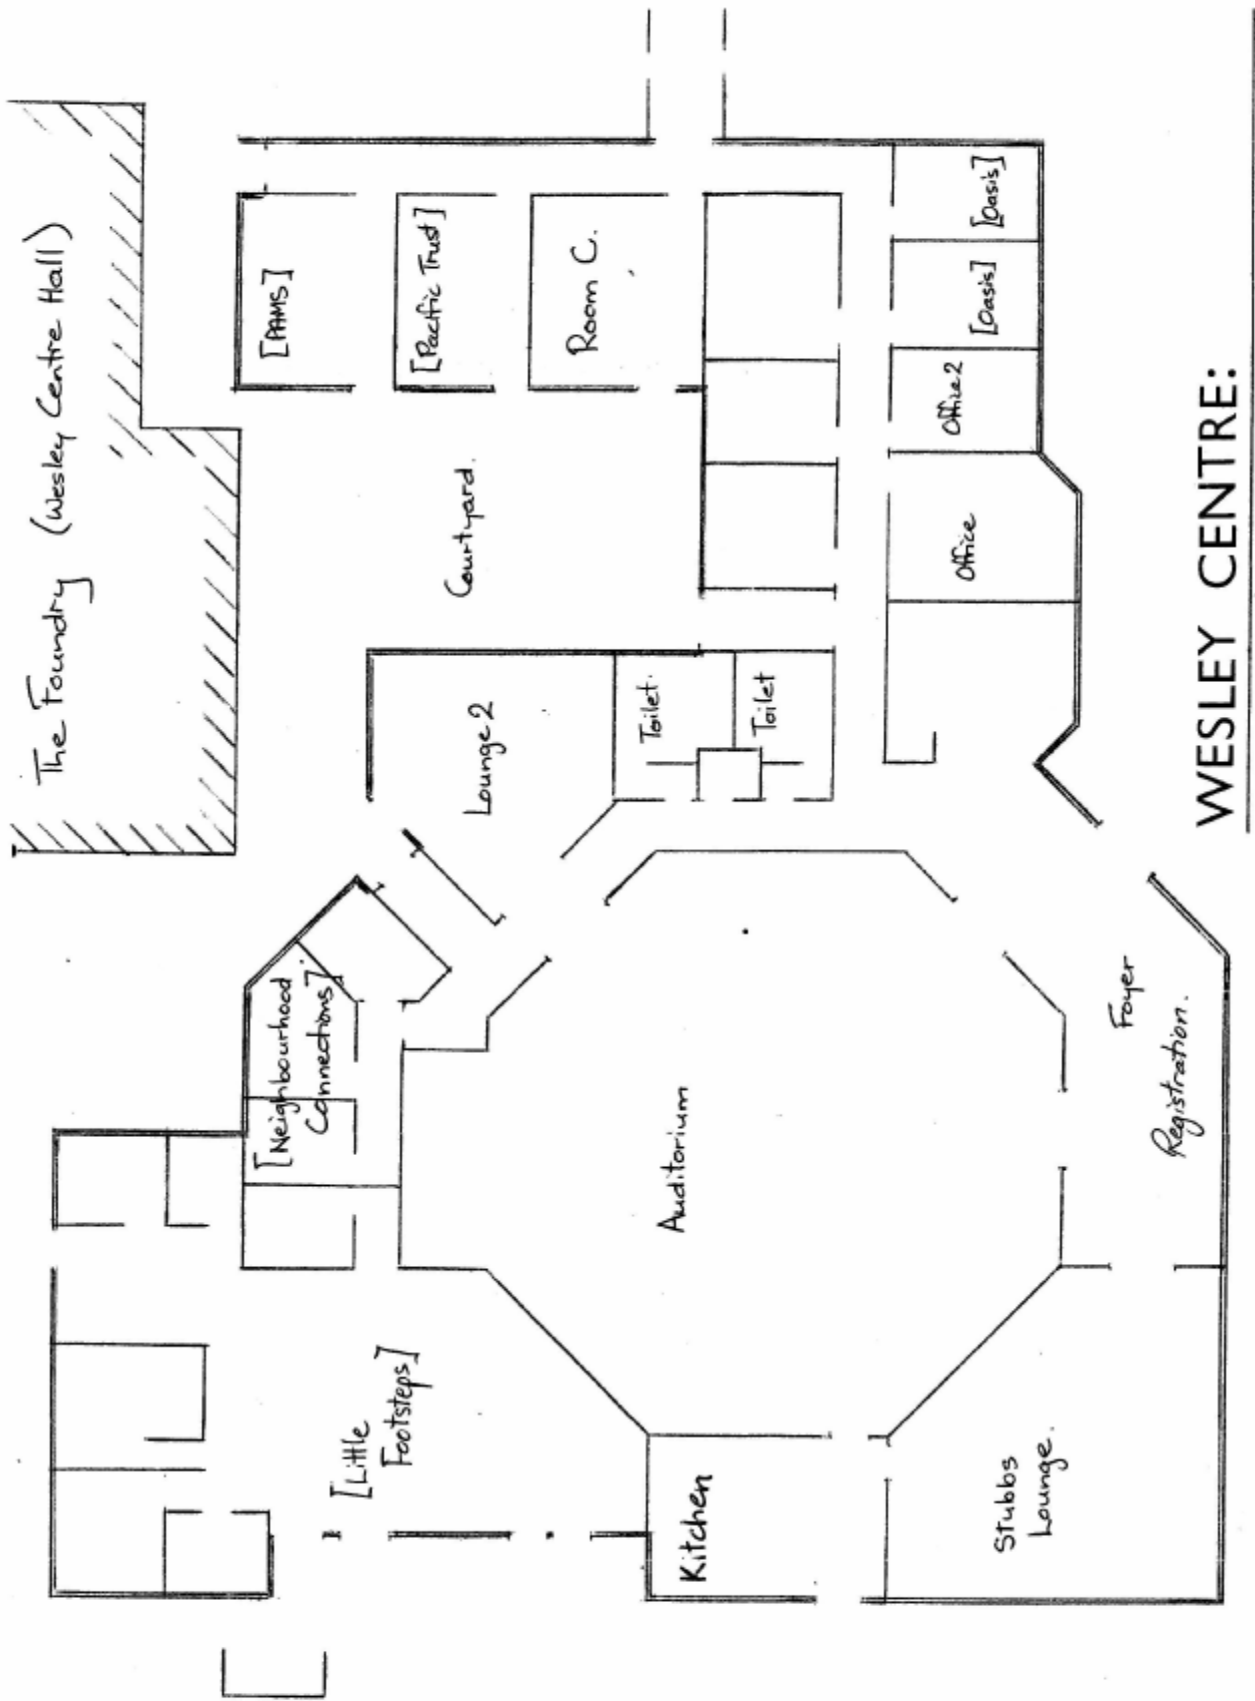 The Foundry (Wesley Centre Hall)
[PAMS]
[Pacific Trust]
Room C.
Courtyard.
[Oasis]
[Oasis]
Office 2
Office
Lounge 2
Toilet.
Toilet
[Neighbourhood
Connections]
Auditorium
Foyer
Registration.
[Little
Footsteps]
Kitchen
Stubbs
Lounge.
WESLEY CENTRE: